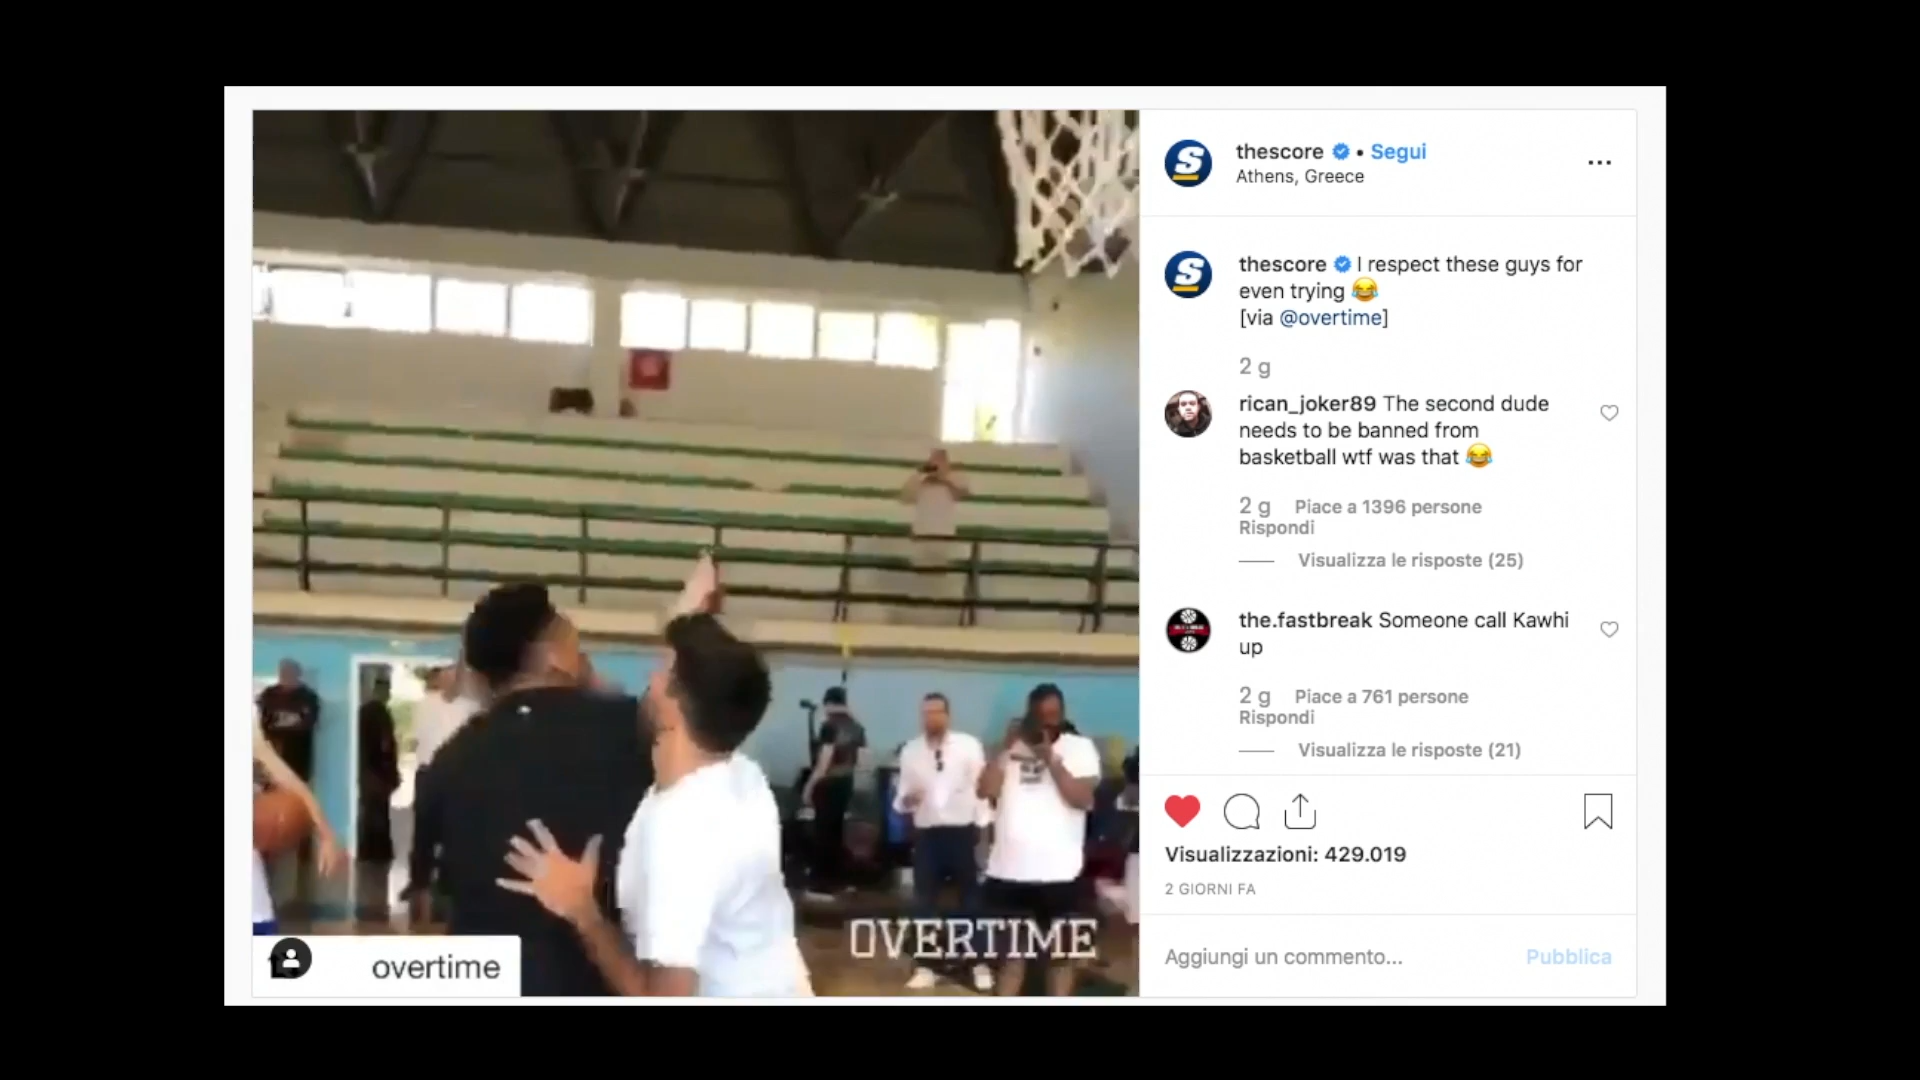 thescore • Segui
Athens, Greece
thescore I respect these guys for
even trying 😂
[via @overtime]
2 g
rican_joker89 The second dude
needs to be banned from
basketball wtf was that 😂
2 g Piace a 1396 persone
Rispondi
Visualizza le risposte (25)
the.fastbreak Someone call Kawhi
up
2 g Piace a 761 persone
Rispondi
Visualizza le risposte (21)
Visualizzazioni: 429.019
2 GIORNI FA
Aggiungi un commento... Pubblica
OVERTIME
overtime